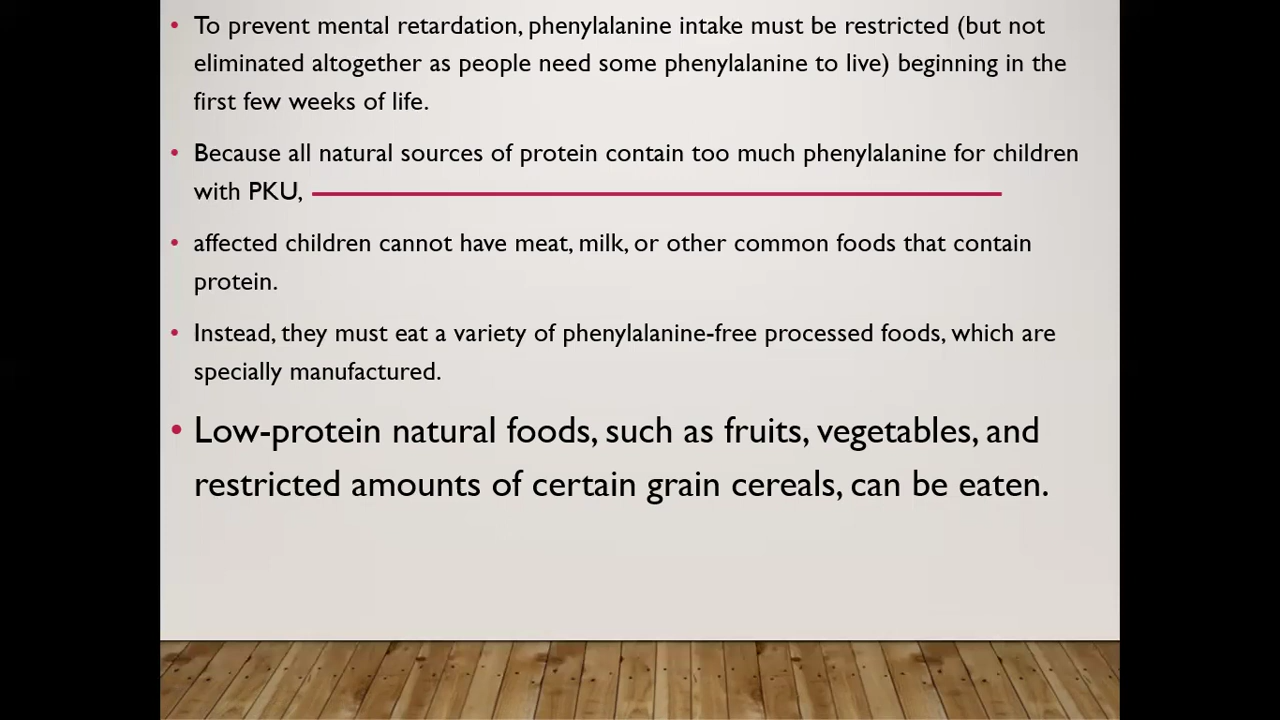 • To prevent mental retardation, phenylalanine intake must be restricted (but not
eliminated altogether as people need some phenylalanine to live) beginning in the
first few weeks of life.
• Because all natural sources of protein contain too much phenylalanine for children
with PKU,
• affected children cannot have meat, milk, or other common foods that contain
protein.
• Instead, they must eat a variety of phenylalanine-free processed foods, which are
specially manufactured.
• Low-protein natural foods, such as fruits, vegetables, and
restricted amounts of certain grain cereals, can be eaten.